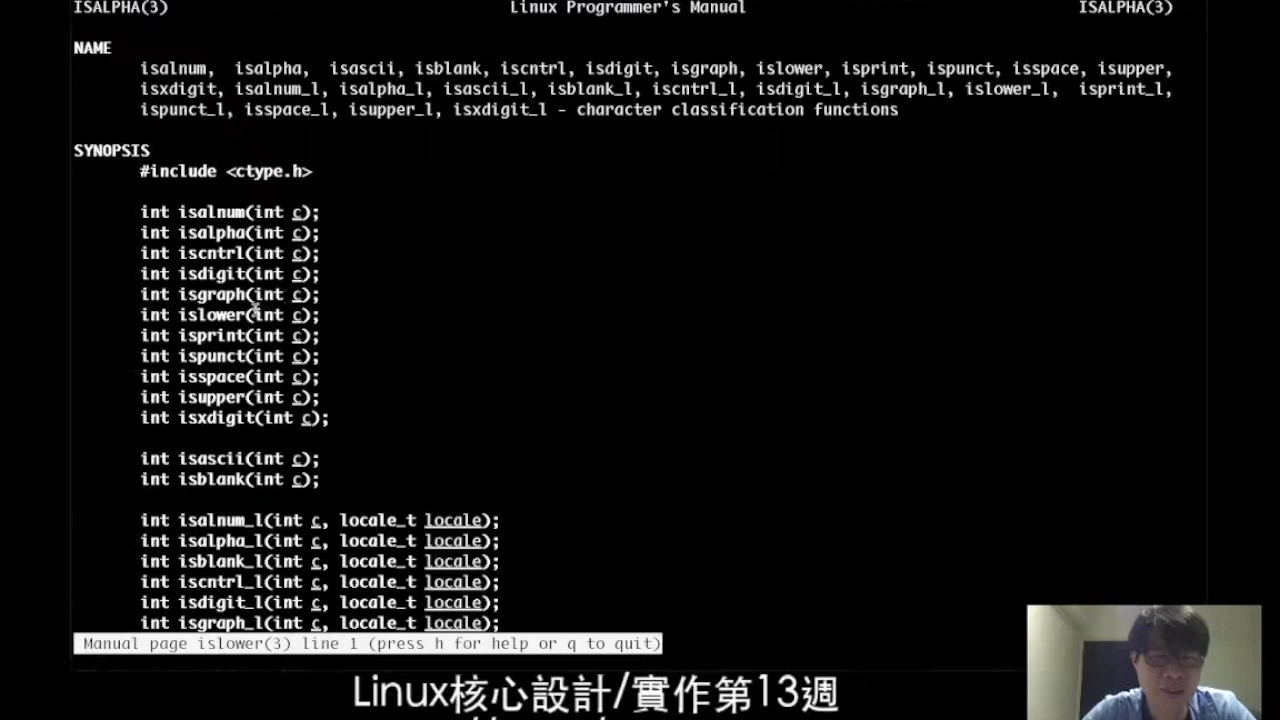 ISALPHA(3) Linux Programmer's Manual ISALPHA(3)
NAME
isalnum, isalpha, isascii, isblank, iscntrl, isdigit, isgraph, islower, isprint, ispunct, isspace, isupper,
isxdigit, isalnum_l, isalpha_l, isascii_l, isblank_l, iscntrl_l, isdigit_l, isgraph_l, islower_l, isprint_l,
ispunct_l, isspace_l, isupper_l, isxdigit_l - character classification functions
SYNOPSIS
#include <ctype.h>
int isalnum(int c);
int isalpha(int c);
int iscntrl(int c);
int isdigit(int c);
int isgraph(int c);
int islower(int c);
int isprint(int c);
int ispunct(int c);
int isspace(int c);
int isupper(int c);
int isxdigit(int c);
int isascii(int c);
int isblank(int c);
int isalnum_l(int c, locale_t locale);
int isalpha_l(int c, locale_t locale);
int isblank_l(int c, locale_t locale);
int iscntrl_l(int c, locale_t locale);
int isdigit_l(int c, locale_t locale);
int isgraph_l(int c, locale_t locale);
Manual page islower(3) line 1 (press h for help or q to quit)
Linux核心設計/實作第13週